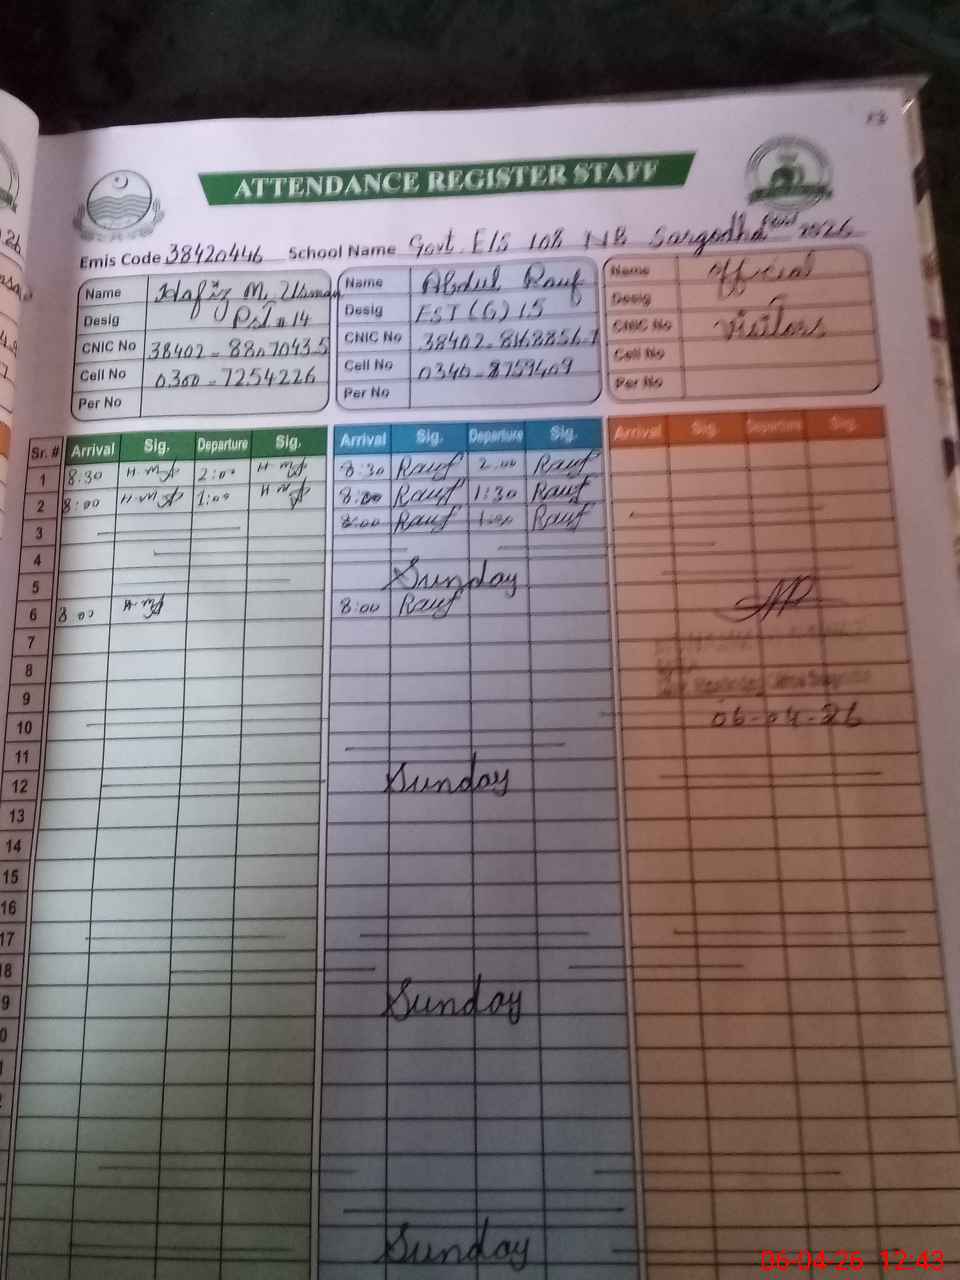 ATTENDANCE REGISTER STAFF
Emis Code 38420446 School Name Govt. E/S 108 NB Sargodha 2026
Name Hafiz M. Usman
Desig PST 14
CNIC No 38402-8807043-5
Cell No 0300-7254226
Per No
Name Abdul Rauf
Desig EST (G) 15
CNIC No 38402-8168856-1
Cell No 0340-8759409
Per No
Name official
Desig
CNIC No visitors
Cell No
Per No
Sr. # Arrival Sig. Departure Sig. Arrival Sig. Departure Sig. Arrival Sig. Departure Sig.
1 8:30 2:00 8:30 Rauf 2:00 Rauf
2 8:00 1:00 8:00 Rauf 1:30 Rauf
3 8:00 Rauf Rauf
4
5 Sunday
6 8:00 8:00 Rauf
7
8
9
10 06-04-26
11
12 Sunday
13
14
15
16
17
8
9 Sunday
0
Sunday
06-04-26 12:43